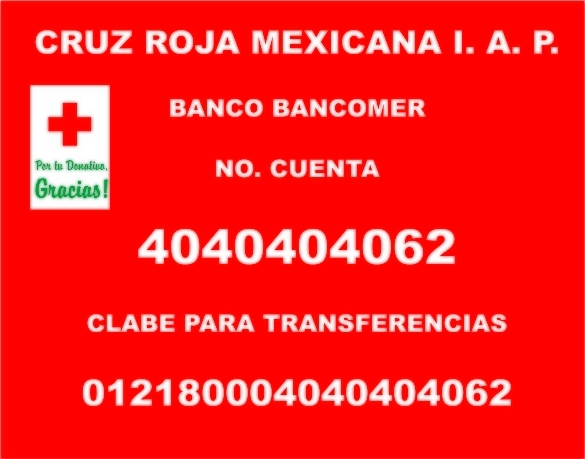 CRUZ ROJA MEXICANA I. A. P.
BANCO BANCOMER
Por tu Donativo,
Gracias!
NO. CUENTA
4040404062
CLABE PARA TRANSFERENCIAS
012180004040404062